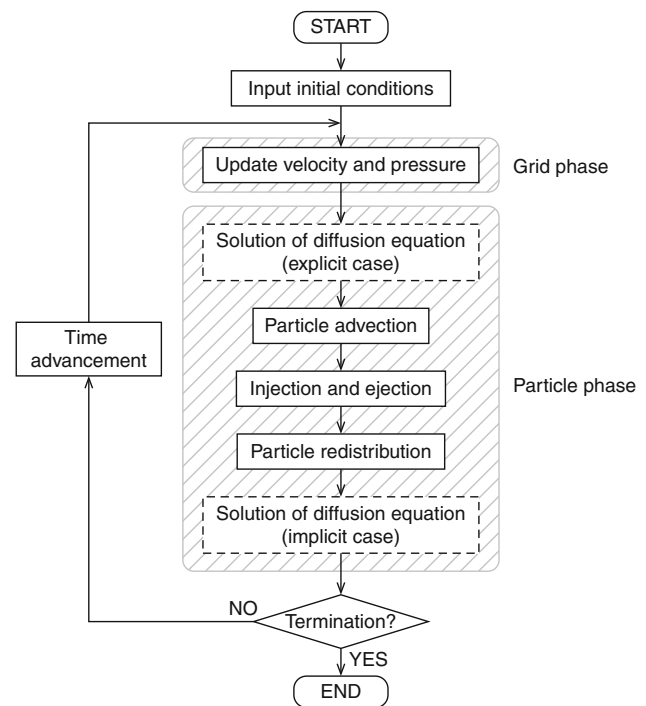 START
Input initial conditions
Update velocity and pressure
Grid phase
Solution of diffusion equation
(explicit case)
Particle advection
Time
advancement
Injection and ejection
Particle phase
Particle redistribution
Solution of diffusion equation
(implicit case)
NO
Termination?
YES
END